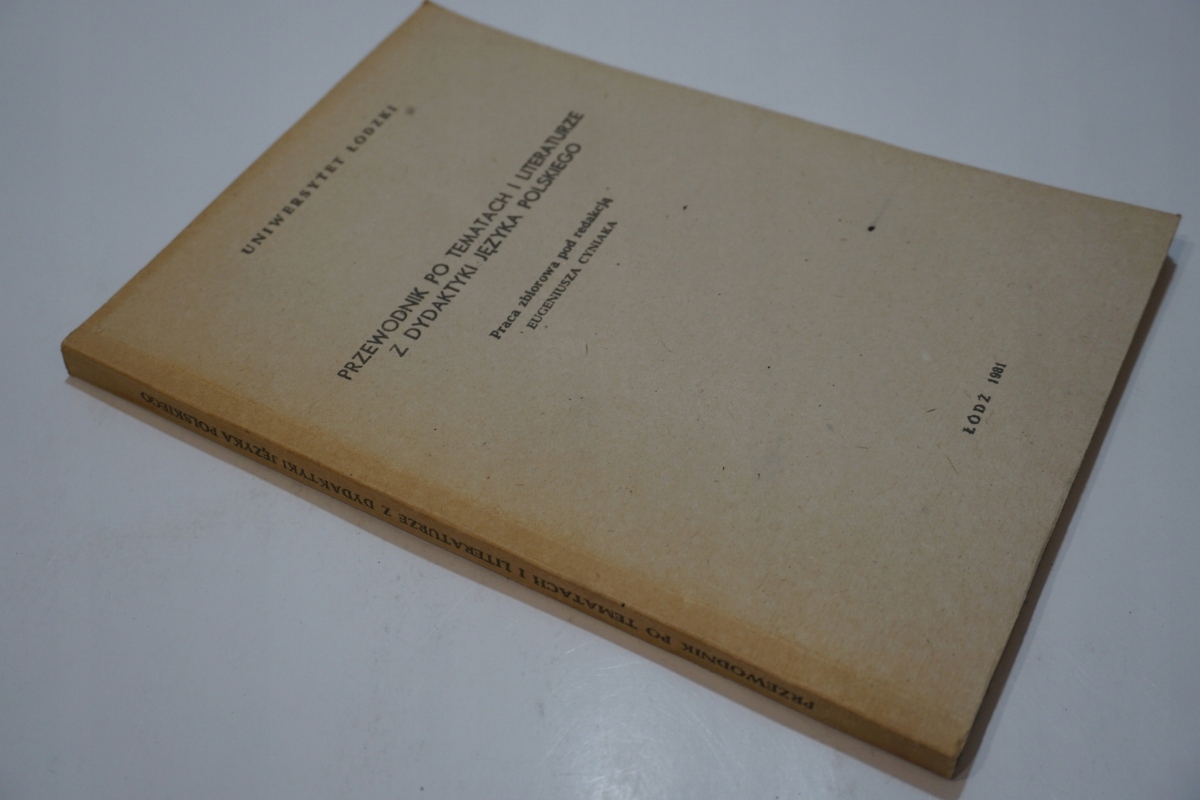 UNIWERSYTET ŁÓDZKI
PRZEWODNIK PO TEMATACH I LITERATURZE
Z DYDAKTYKI JĘZYKA POLSKIEGO
Praca zbiorowa pod redakcją
EUGENIUSZA CYNIAKA
ŁÓDŹ 1981
PRZEWODNIK PO TEMATACH I LITERATURZE Z DYDAKTYKI JĘZYKA POLSKIEGO